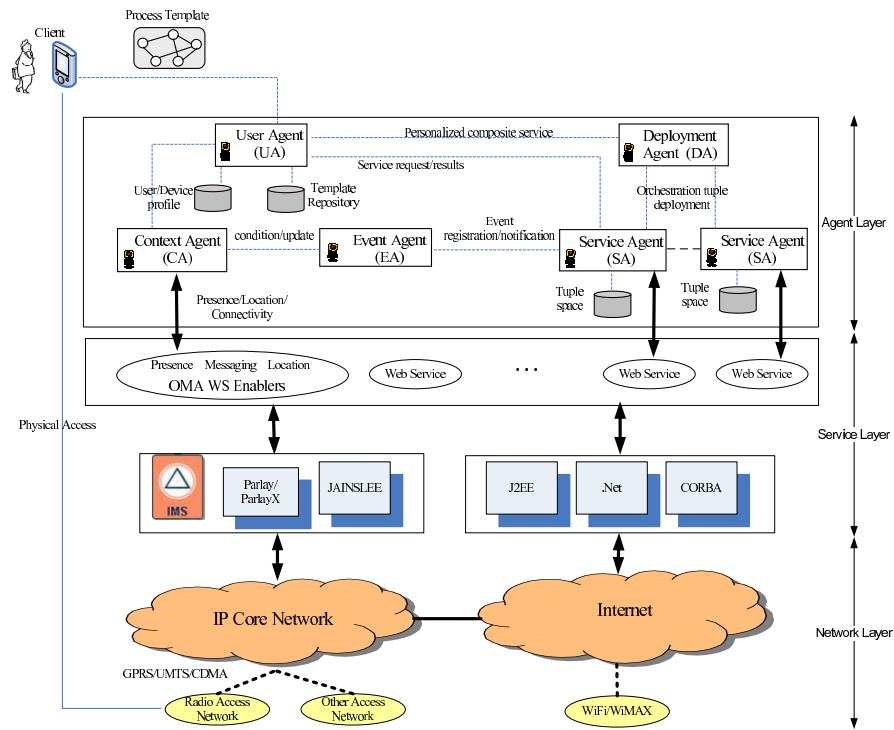 Process Template
Client
User Agent
(UA)
Personalized composite service
Deployment
Agent (DA)
Service request/results
User/Device
profile
Template
Repository
Orchestration tuple
deployment
Agent Layer
Context Agent
(CA)
condition/update
Event Agent
(EA)
Event
registration/notification
Service Agent
(SA)
Service Agent
(SA)
Tuple
space
Tuple
space
Presence/Location/
Connectivity
Presence Messaging Location
OMA WS Enablers
Web Service
. . .
Web Service
Web Service
Physical Access
Service Layer
IMS
Parlay/
ParlayX
JAINSLEE
J2EE
.Net
CORBA
IP Core Network
Internet
Network Layer
GPRS/UMTS/CDMA
Radio Access
Network
Other Access
Network
WiFi/WiMAX